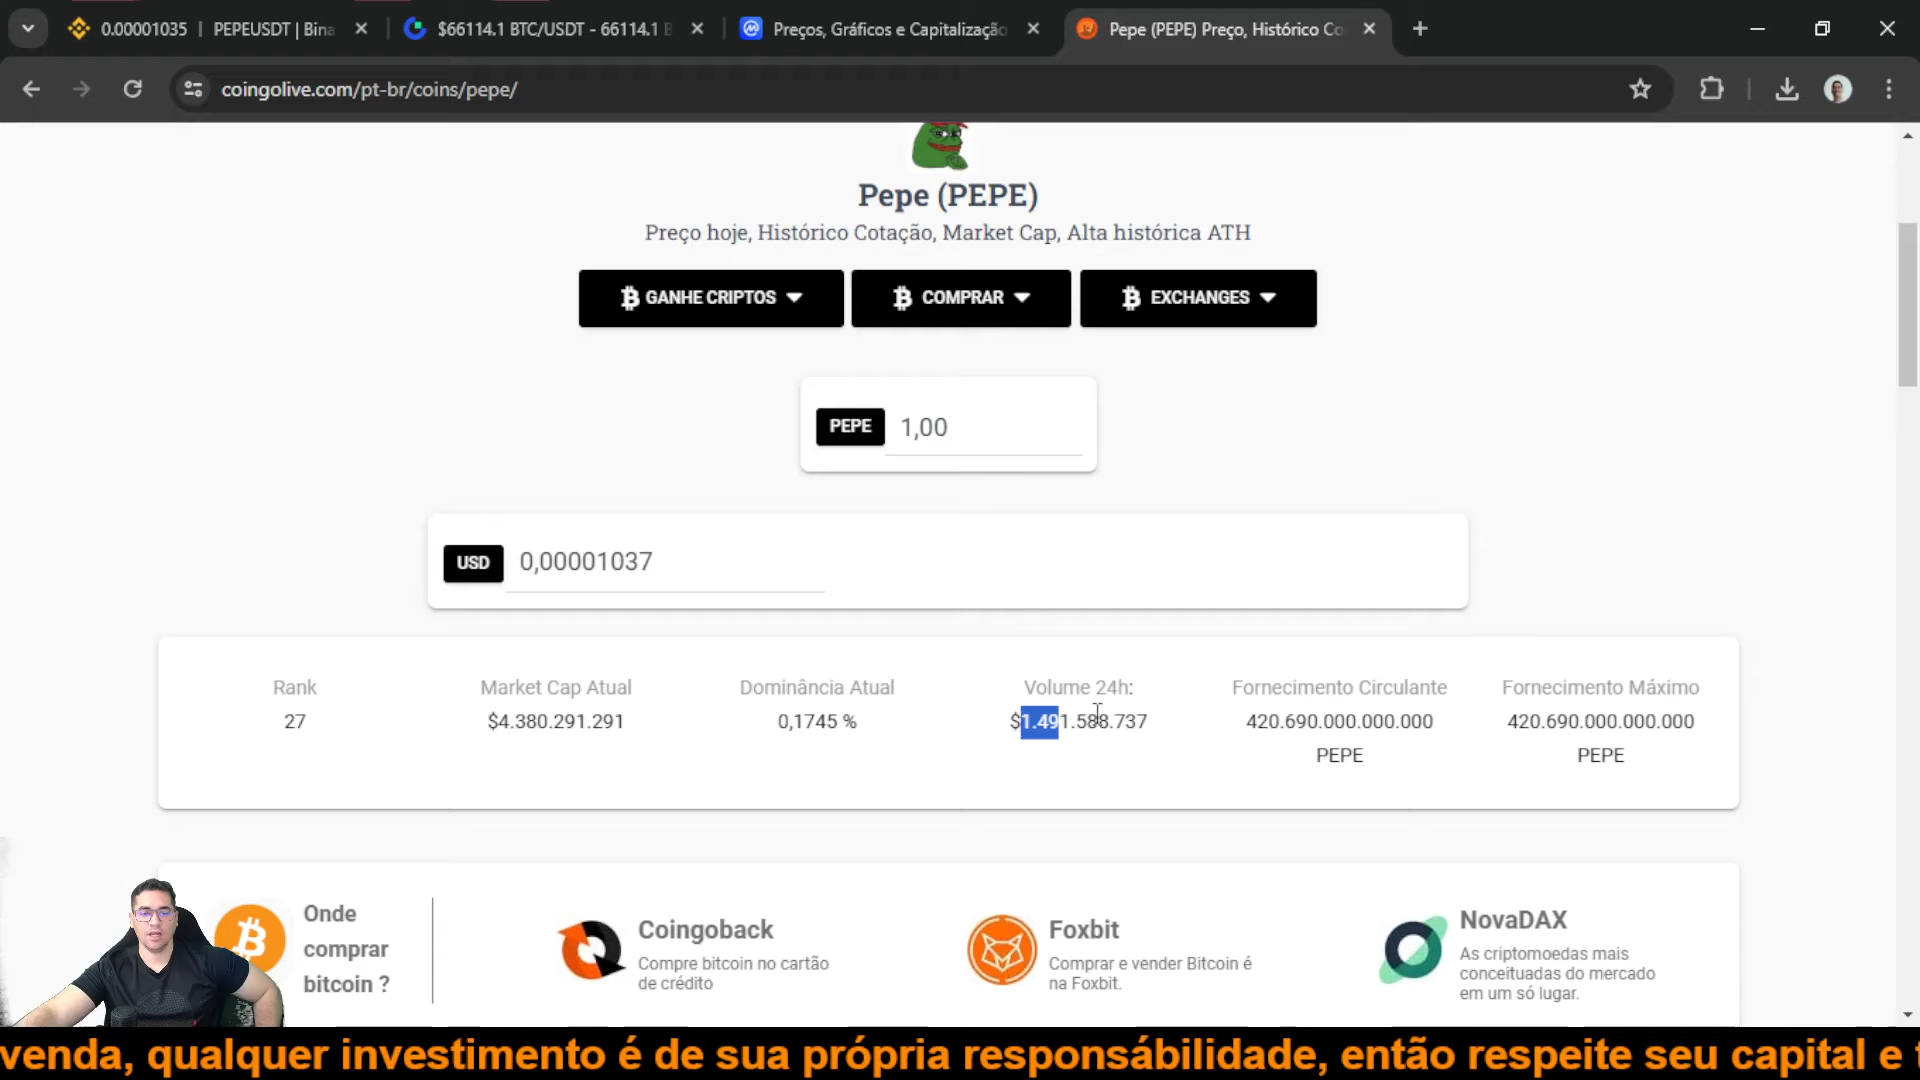 0.00001035 | PEPEUSDT | Bina
$66114.1 BTC/USDT - 66114.1 B
Preços, Gráficos e Capitalização
Pepe (PEPE) Preço, Histórico Co
coingolive.com/pt-br/coins/pepe/
Pepe (PEPE)
Preço hoje, Histórico Cotação, Market Cap, Alta histórica ATH
GANHE CRIPTOS
COMPRAR
EXCHANGES
PEPE 1,00
USD 0,00001037
Rank
27
Market Cap Atual
$4.380.291.291
Dominância Atual
0,1745 %
Volume 24h:
$1.491.588.737
Fornecimento Circulante
420.690.000.000.000
PEPE
Fornecimento Máximo
420.690.000.000.000
PEPE
Onde
comprar
bitcoin ?
Coingoback
Compre bitcoin no cartão
de crédito
Foxbit
Comprar e vender Bitcoin é
na Foxbit.
NovaDAX
As criptomoedas mais
conceituadas do mercado
em um só lugar.
venda, qualquer investimento é de sua própria responsábilidade, então respeite seu capital e